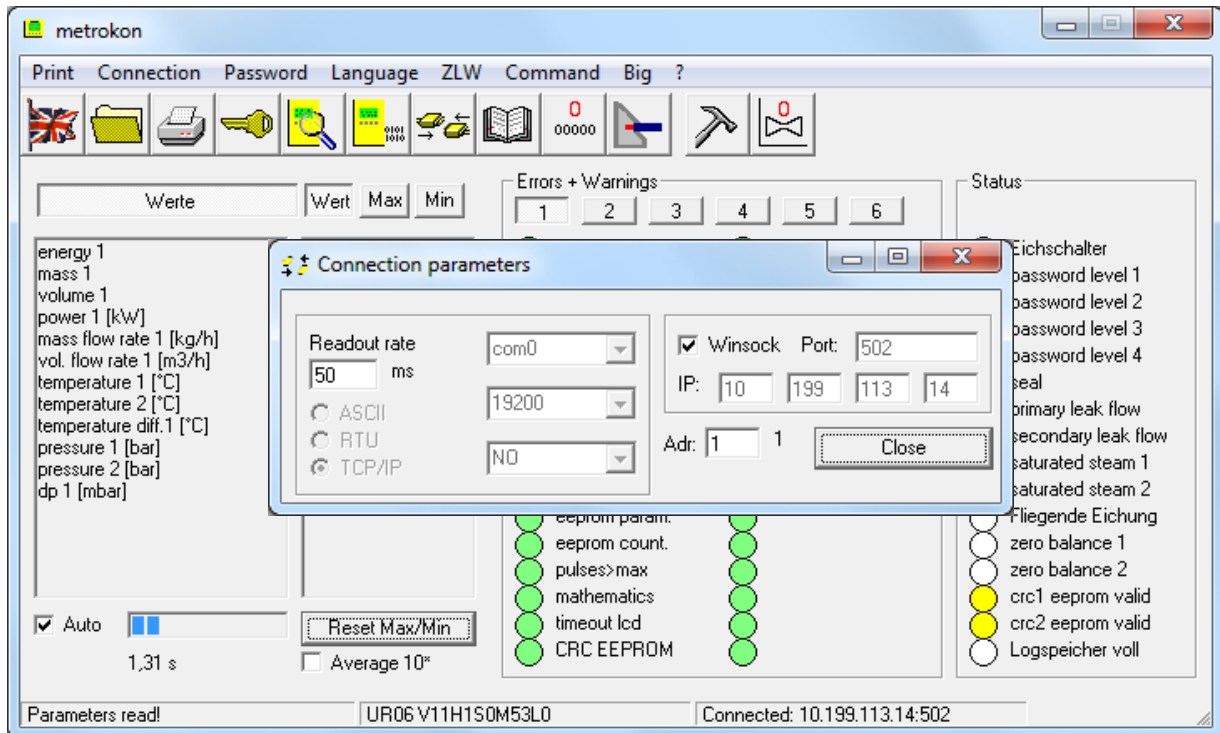 metrokon
Print Connection Password Language ZLW Command Big ?
0101
1010
0
00000
0
Werte
Wert Max Min
energy 1
mass 1
volume 1
power 1 [kW]
mass flow rate 1 [kg/h]
vol. flow rate 1 [m3/h]
temperature 1 [°C]
temperature 2 [°C]
temperature diff.1 [°C]
pressure 1 [bar]
pressure 2 [bar]
dp 1 [mbar]
Auto
1,31 s
Reset Max/Min
Average 10*
Errors + Warnings
1 2 3 4 5 6
Connection parameters
Readout rate
50 ms
ASCII
RTU
TCP/IP
com0
19200
NO
Winsock Port: 502
IP: 10 199 113 14
Adr: 1 1
Close
eeprom param.
eeprom count.
pulses>max
mathematics
timeout lcd
CRC EEPROM
Status
Eichschalter
password level 1
password level 2
password level 3
password level 4
seal
primary leak flow
secondary leak flow
saturated steam 1
saturated steam 2
Fliegende Eichung
zero balance 1
zero balance 2
crc1 eeprom valid
crc2 eeprom valid
Logspeicher voll
Parameters read!
UR06 V11H1S0M53L0
Connected: 10.199.113.14:502